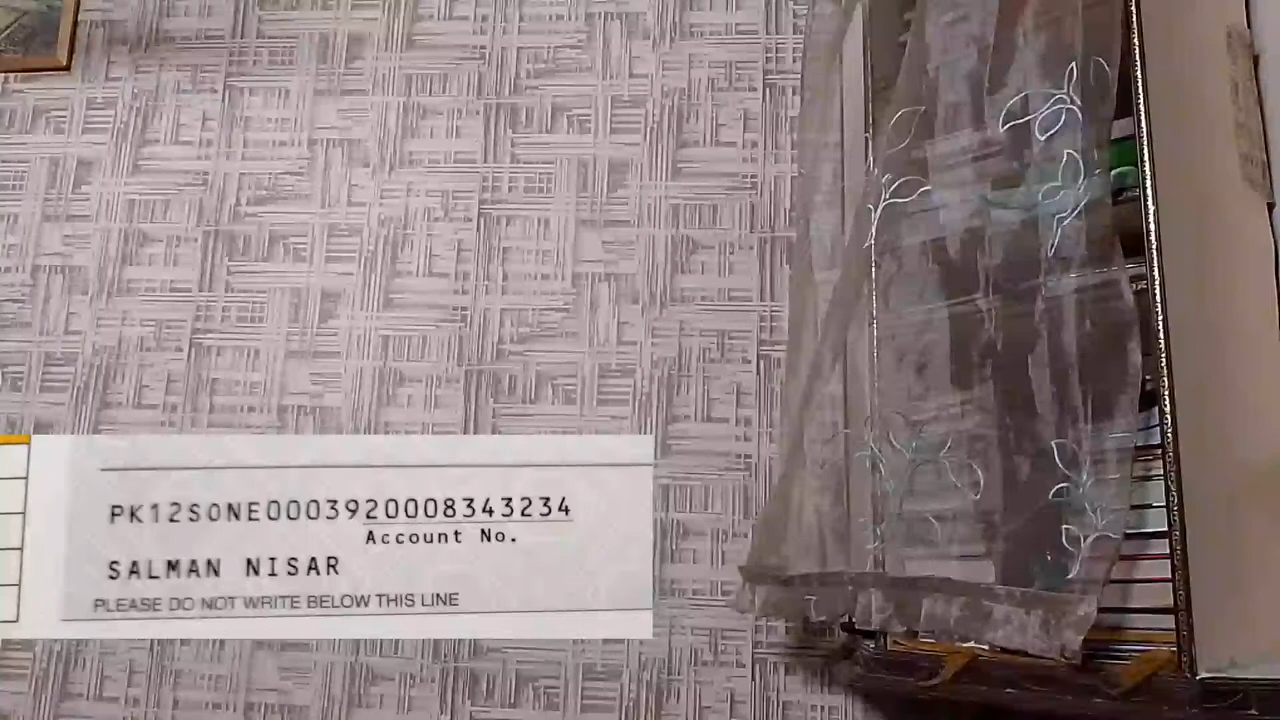 PK12SONE0003920008343234
Account No.
SALMAN NISAR
PLEASE DO NOT WRITE BELOW THIS LINE